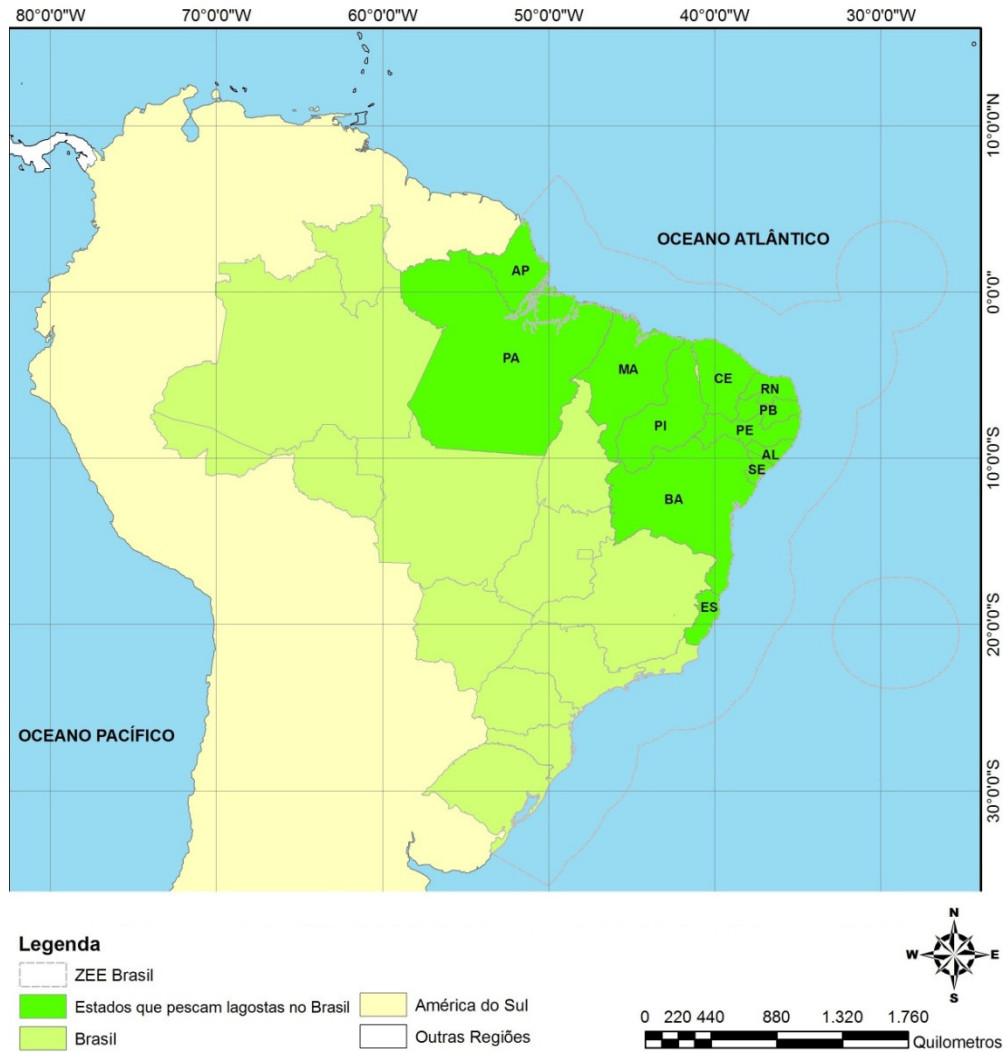 80°0'0"W 70°0'0"W 60°0'0"W 50°0'0"W 40°0'0"W 30°0'0"W
10°0'0"N
OCEANO ATLÂNTICO
AP
0°0'0"
PA
MA
CE
RN
PB
PI
PE
AL
SE
10°0'0"S
BA
ES
20°0'0"S
OCEANO PACÍFICO
30°0'0"S
N
W E
S
Legenda
ZEE Brasil
Estados que pescam lagostas no Brasil
América do Sul
Brasil
Outras Regiões
0 220 440 880 1.320 1.760
Quilometros